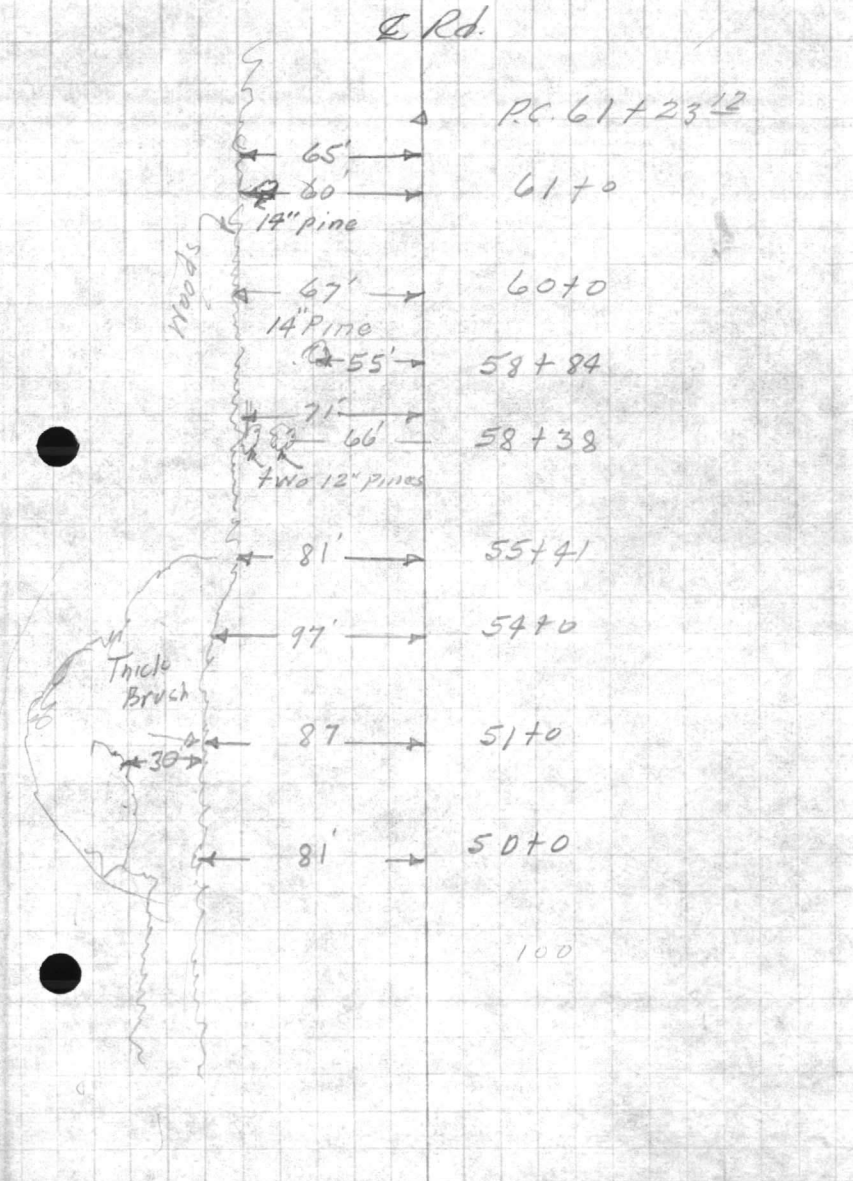 ℄ Rd.
P.C. 61 + 23 12
65'
60' 61 + 0
14" pine
Woods
67' 60 + 0
14" Pine
55' 58 + 84
71'
66' 58 + 38
two 12" pines
81' 55 + 41
97' 54 + 0
Thick
Brush
87 51 + 0
30
81' 50 + 0
100